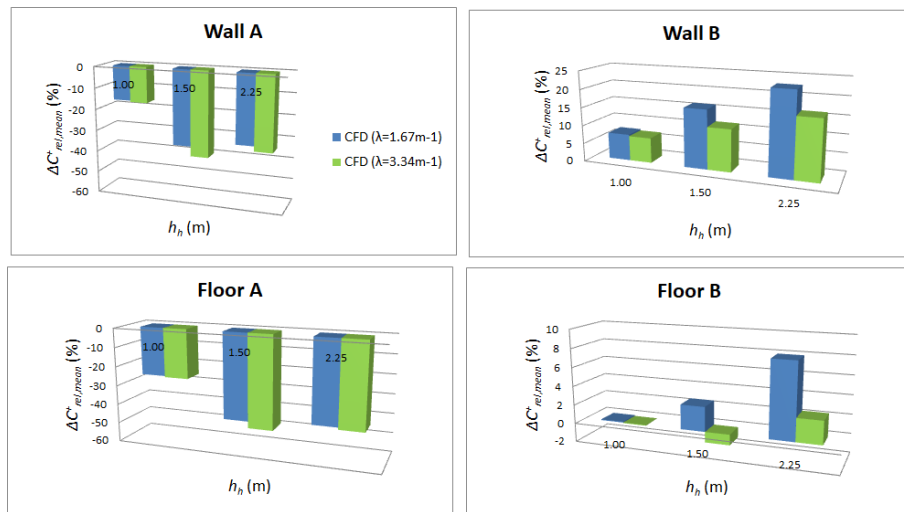 Wall A
ΔC⁺rel,mean (%)
0
-10
-20
-30
-40
-50
-60
1.00
1.50
2.25
CFD (λ=1.67m-1)
CFD (λ=3.34m-1)
hh (m)
Wall B
ΔC⁺rel,mean (%)
25
20
15
10
5
0
1.00
1.50
2.25
hh (m)
Floor A
ΔC⁺rel,mean (%)
0
-10
-20
-30
-40
-50
-60
1.00
1.50
2.25
hh (m)
Floor B
ΔC⁺rel,mean (%)
10
8
6
4
2
0
-2
1.00
1.50
2.25
hh (m)